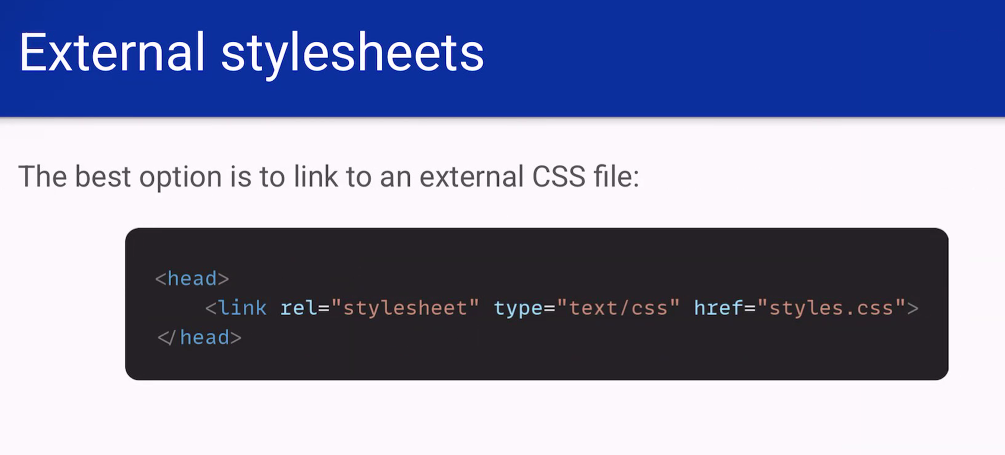 External stylesheets
The best option is to link to an external CSS file:
<head>
    <link rel="stylesheet" type="text/css" href="styles.css">
</head>